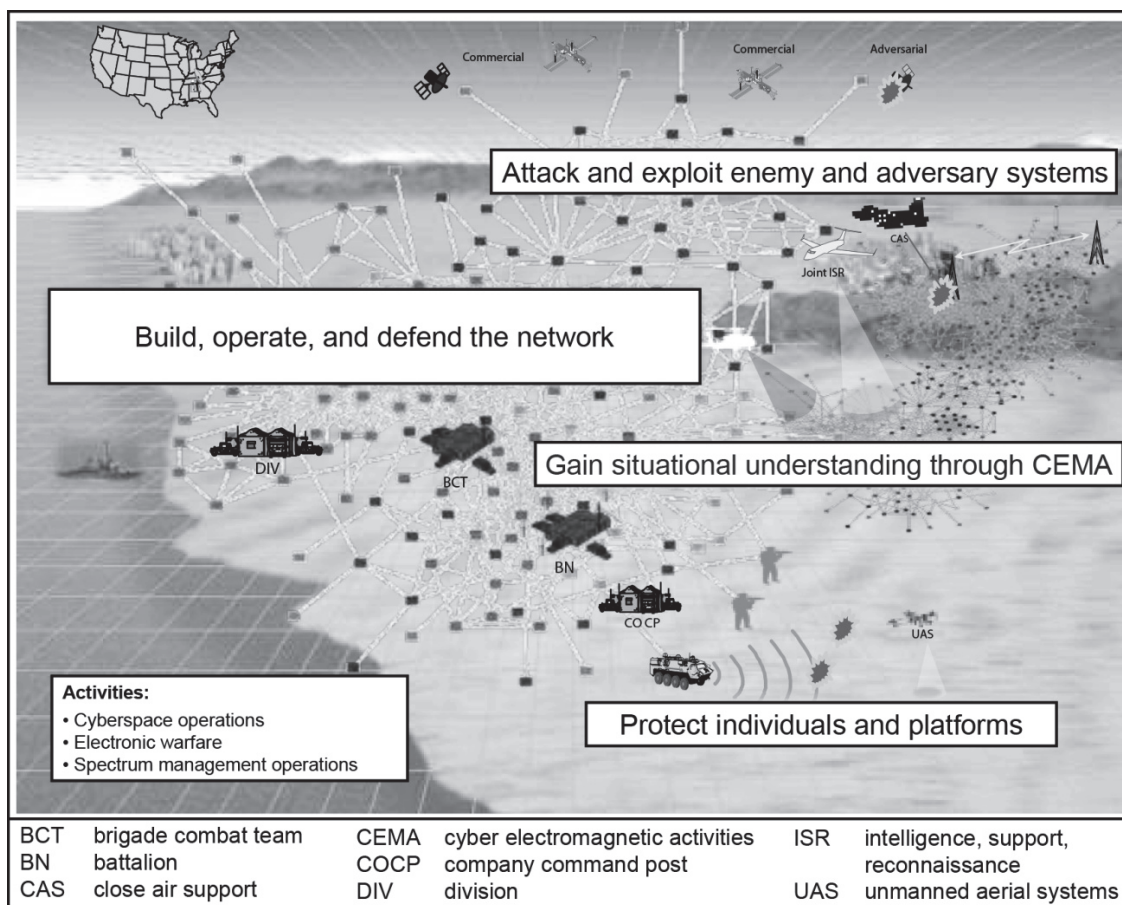 Commercial
Commercial
Adversarial
Attack and exploit enemy and adversary systems
CAS
Joint ISR
Build, operate, and defend the network
DIV
BCT
Gain situational understanding through CEMA
BN
CO CP
UAS
Activities:
• Cyberspace operations
• Electronic warfare
• Spectrum management operations
Protect individuals and platforms
BCT brigade combat team
BN battalion
CAS close air support
CEMA cyber electromagnetic activities
COCP company command post
DIV division
ISR intelligence, support,
reconnaissance
UAS unmanned aerial systems